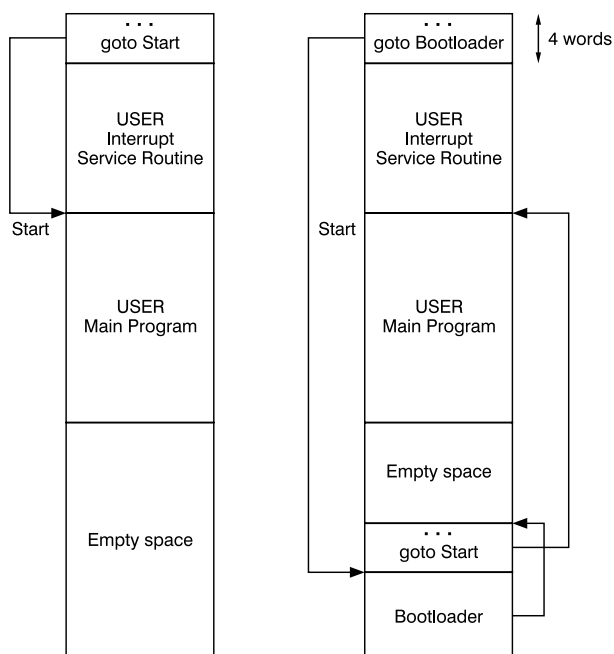 ...
goto Start
USER
Interrupt
Service Routine
Start
USER
Main Program
Empty space
...
goto Bootloader
4 words
USER
Interrupt
Service Routine
Start
USER
Main Program
Empty space
...
goto Start
Bootloader